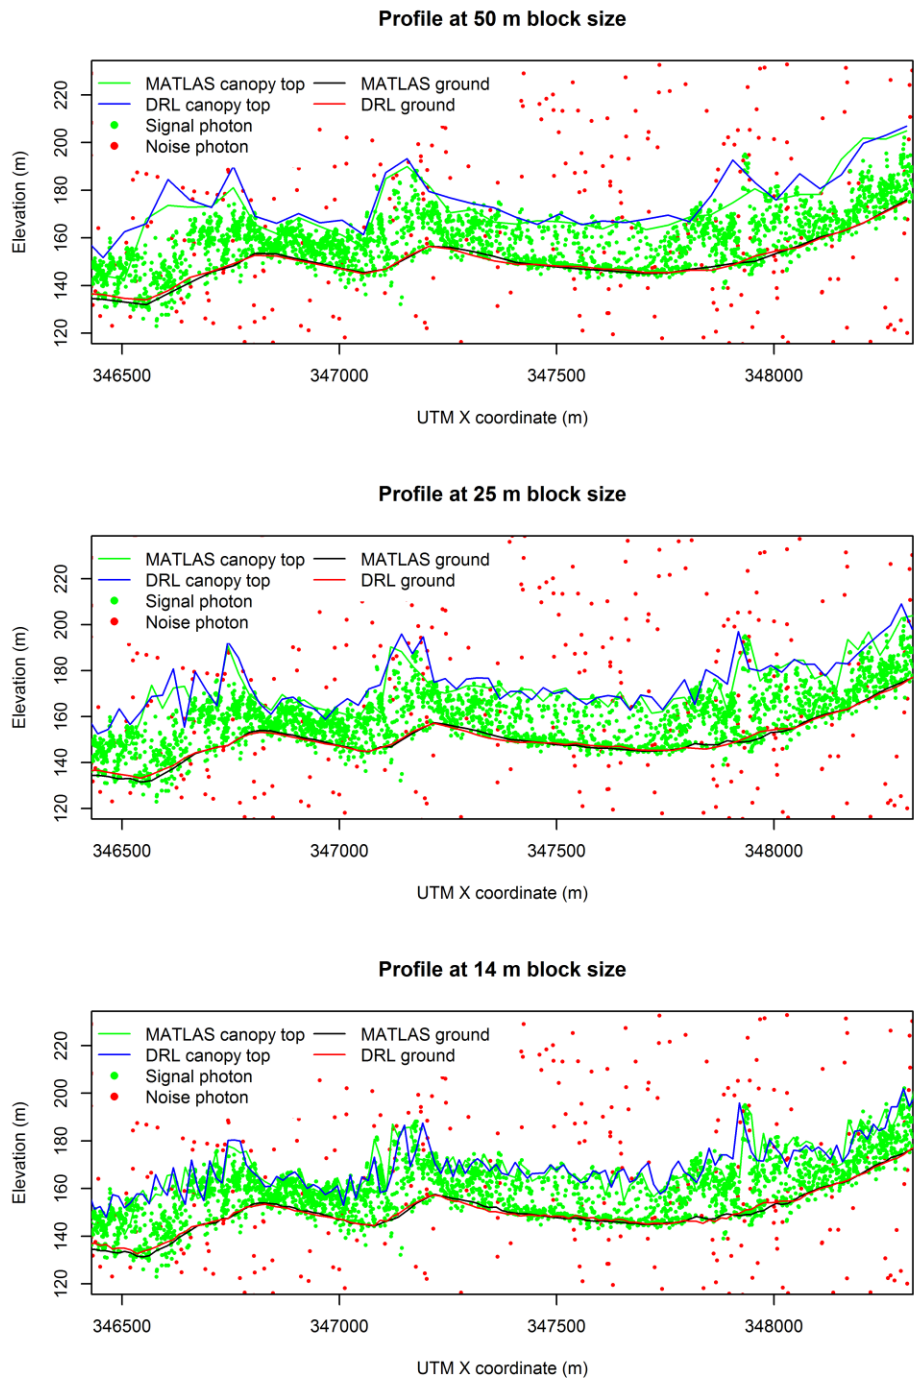 Profile at 50 m block size
MATLAS canopy top MATLAS ground
DRL canopy top DRL ground
Signal photon
Noise photon
Elevation (m)
220
200
180
160
140
120
346500 347000 347500 348000
UTM X coordinate (m)
Profile at 25 m block size
MATLAS canopy top MATLAS ground
DRL canopy top DRL ground
Signal photon
Noise photon
Elevation (m)
220
200
180
160
140
120
346500 347000 347500 348000
UTM X coordinate (m)
Profile at 14 m block size
MATLAS canopy top MATLAS ground
DRL canopy top DRL ground
Signal photon
Noise photon
Elevation (m)
220
200
180
160
140
120
346500 347000 347500 348000
UTM X coordinate (m)